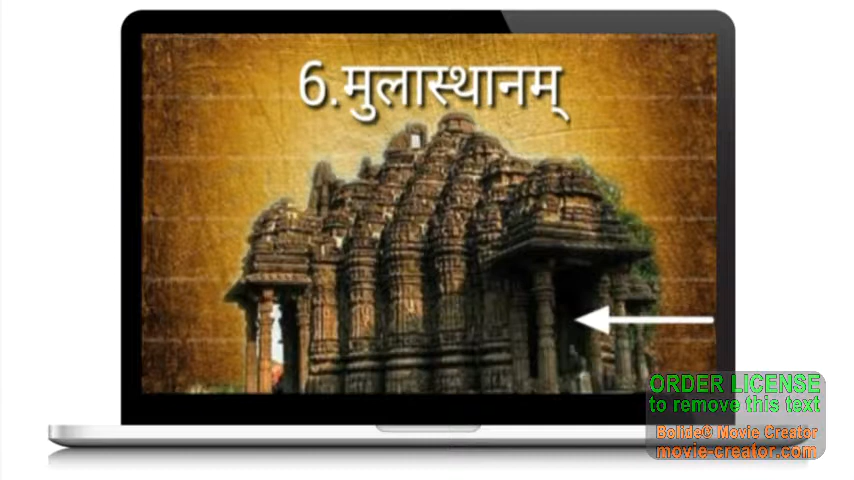 6.मुलास्थानम्
ORDER LICENSE
to remove this text
Bolide© Movie Creator
movie-creator.com